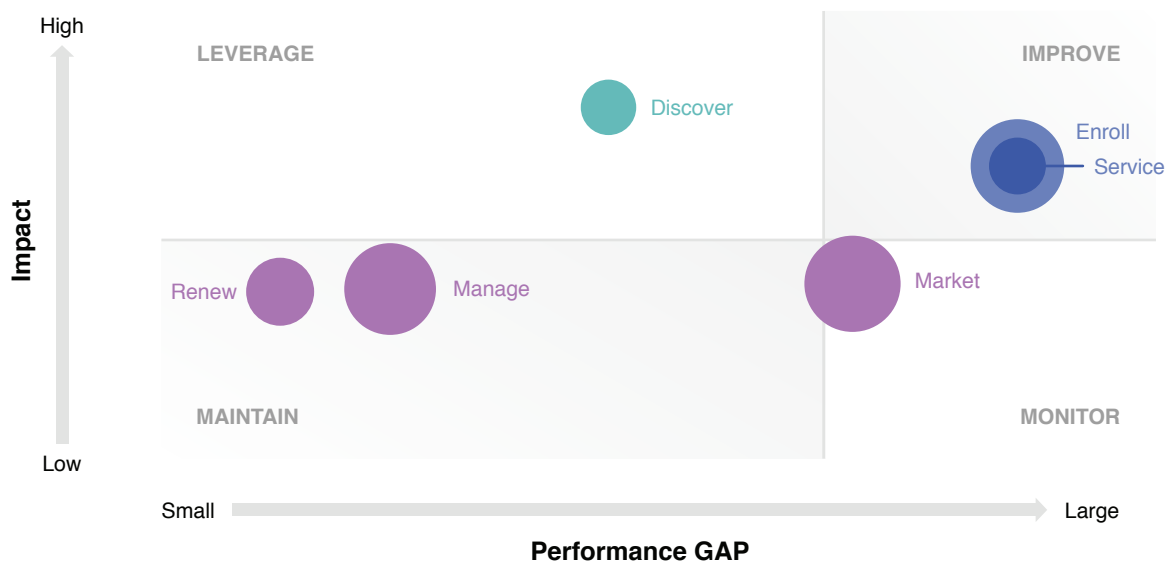 High
LEVERAGE
IMPROVE
Discover
Enroll
Service
Impact
Renew
Manage
Market
MAINTAIN
MONITOR
Low
Small
Large
Performance GAP